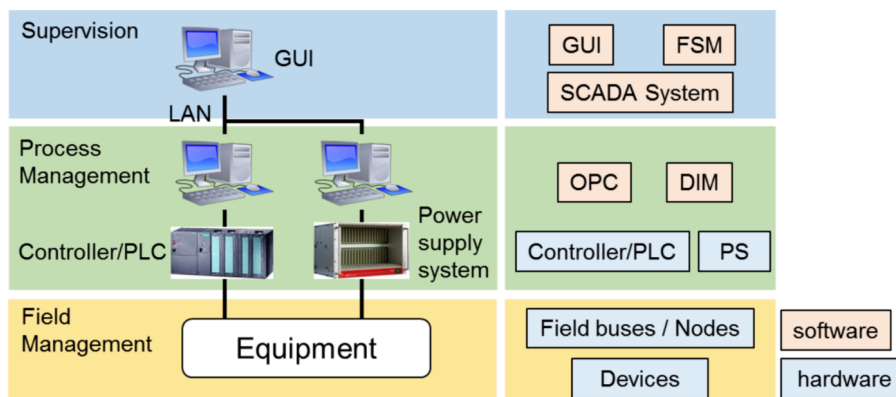 Supervision
GUI
LAN
GUI
FSM
SCADA System
Process
Management
Controller/PLC
Power
supply
system
OPC
DIM
Controller/PLC
PS
Field
Management
Equipment
Field buses / Nodes
Devices
software
hardware